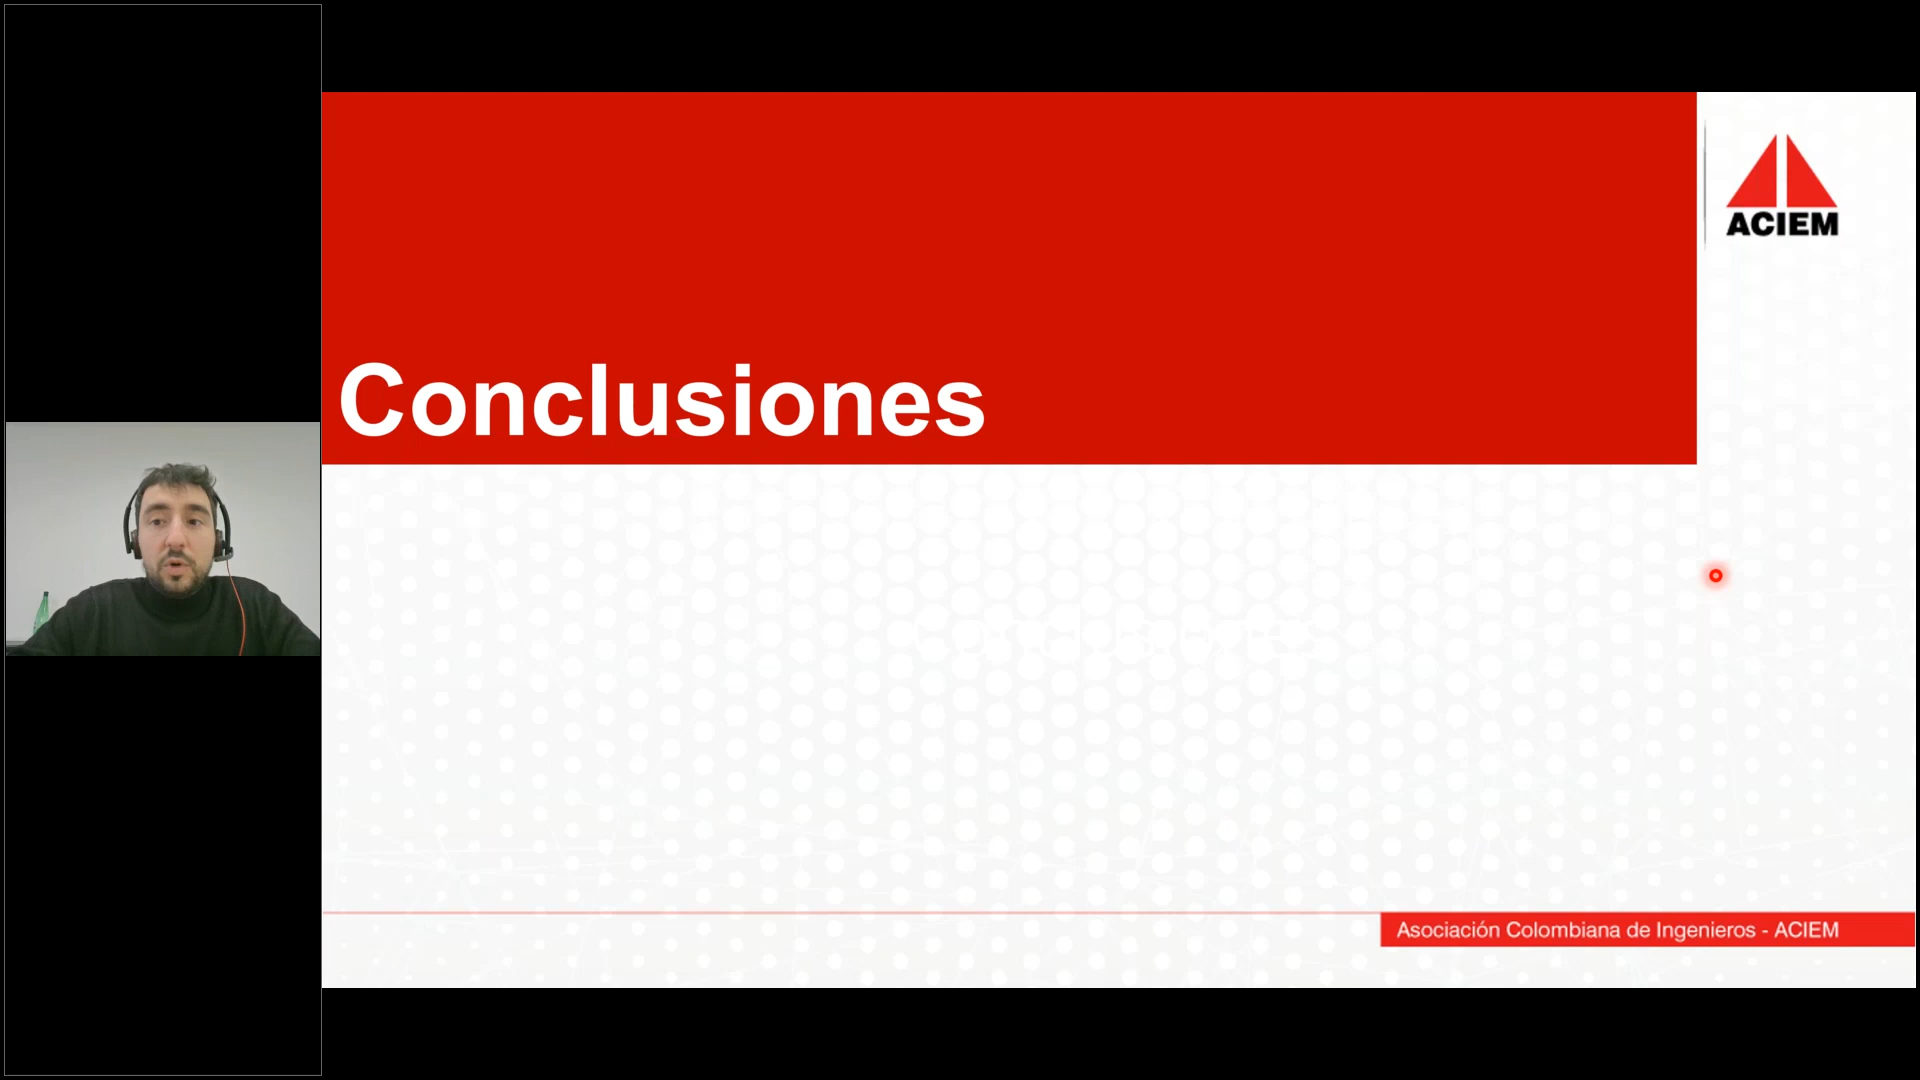 ACIEM
Conclusiones
Asociación Colombiana de Ingenieros - ACIEM